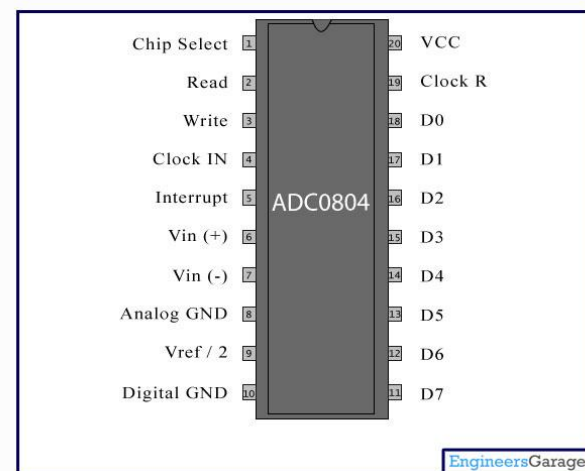 Chip Select 1 20 VCC
Read 2 19 Clock R
Write 3 18 D0
Clock IN 4 17 D1
Interrupt 5 ADC0804 16 D2
Vin (+) 6 15 D3
Vin (-) 7 14 D4
Analog GND 8 13 D5
Vref / 2 9 12 D6
Digital GND 10 11 D7
EngineersGarage